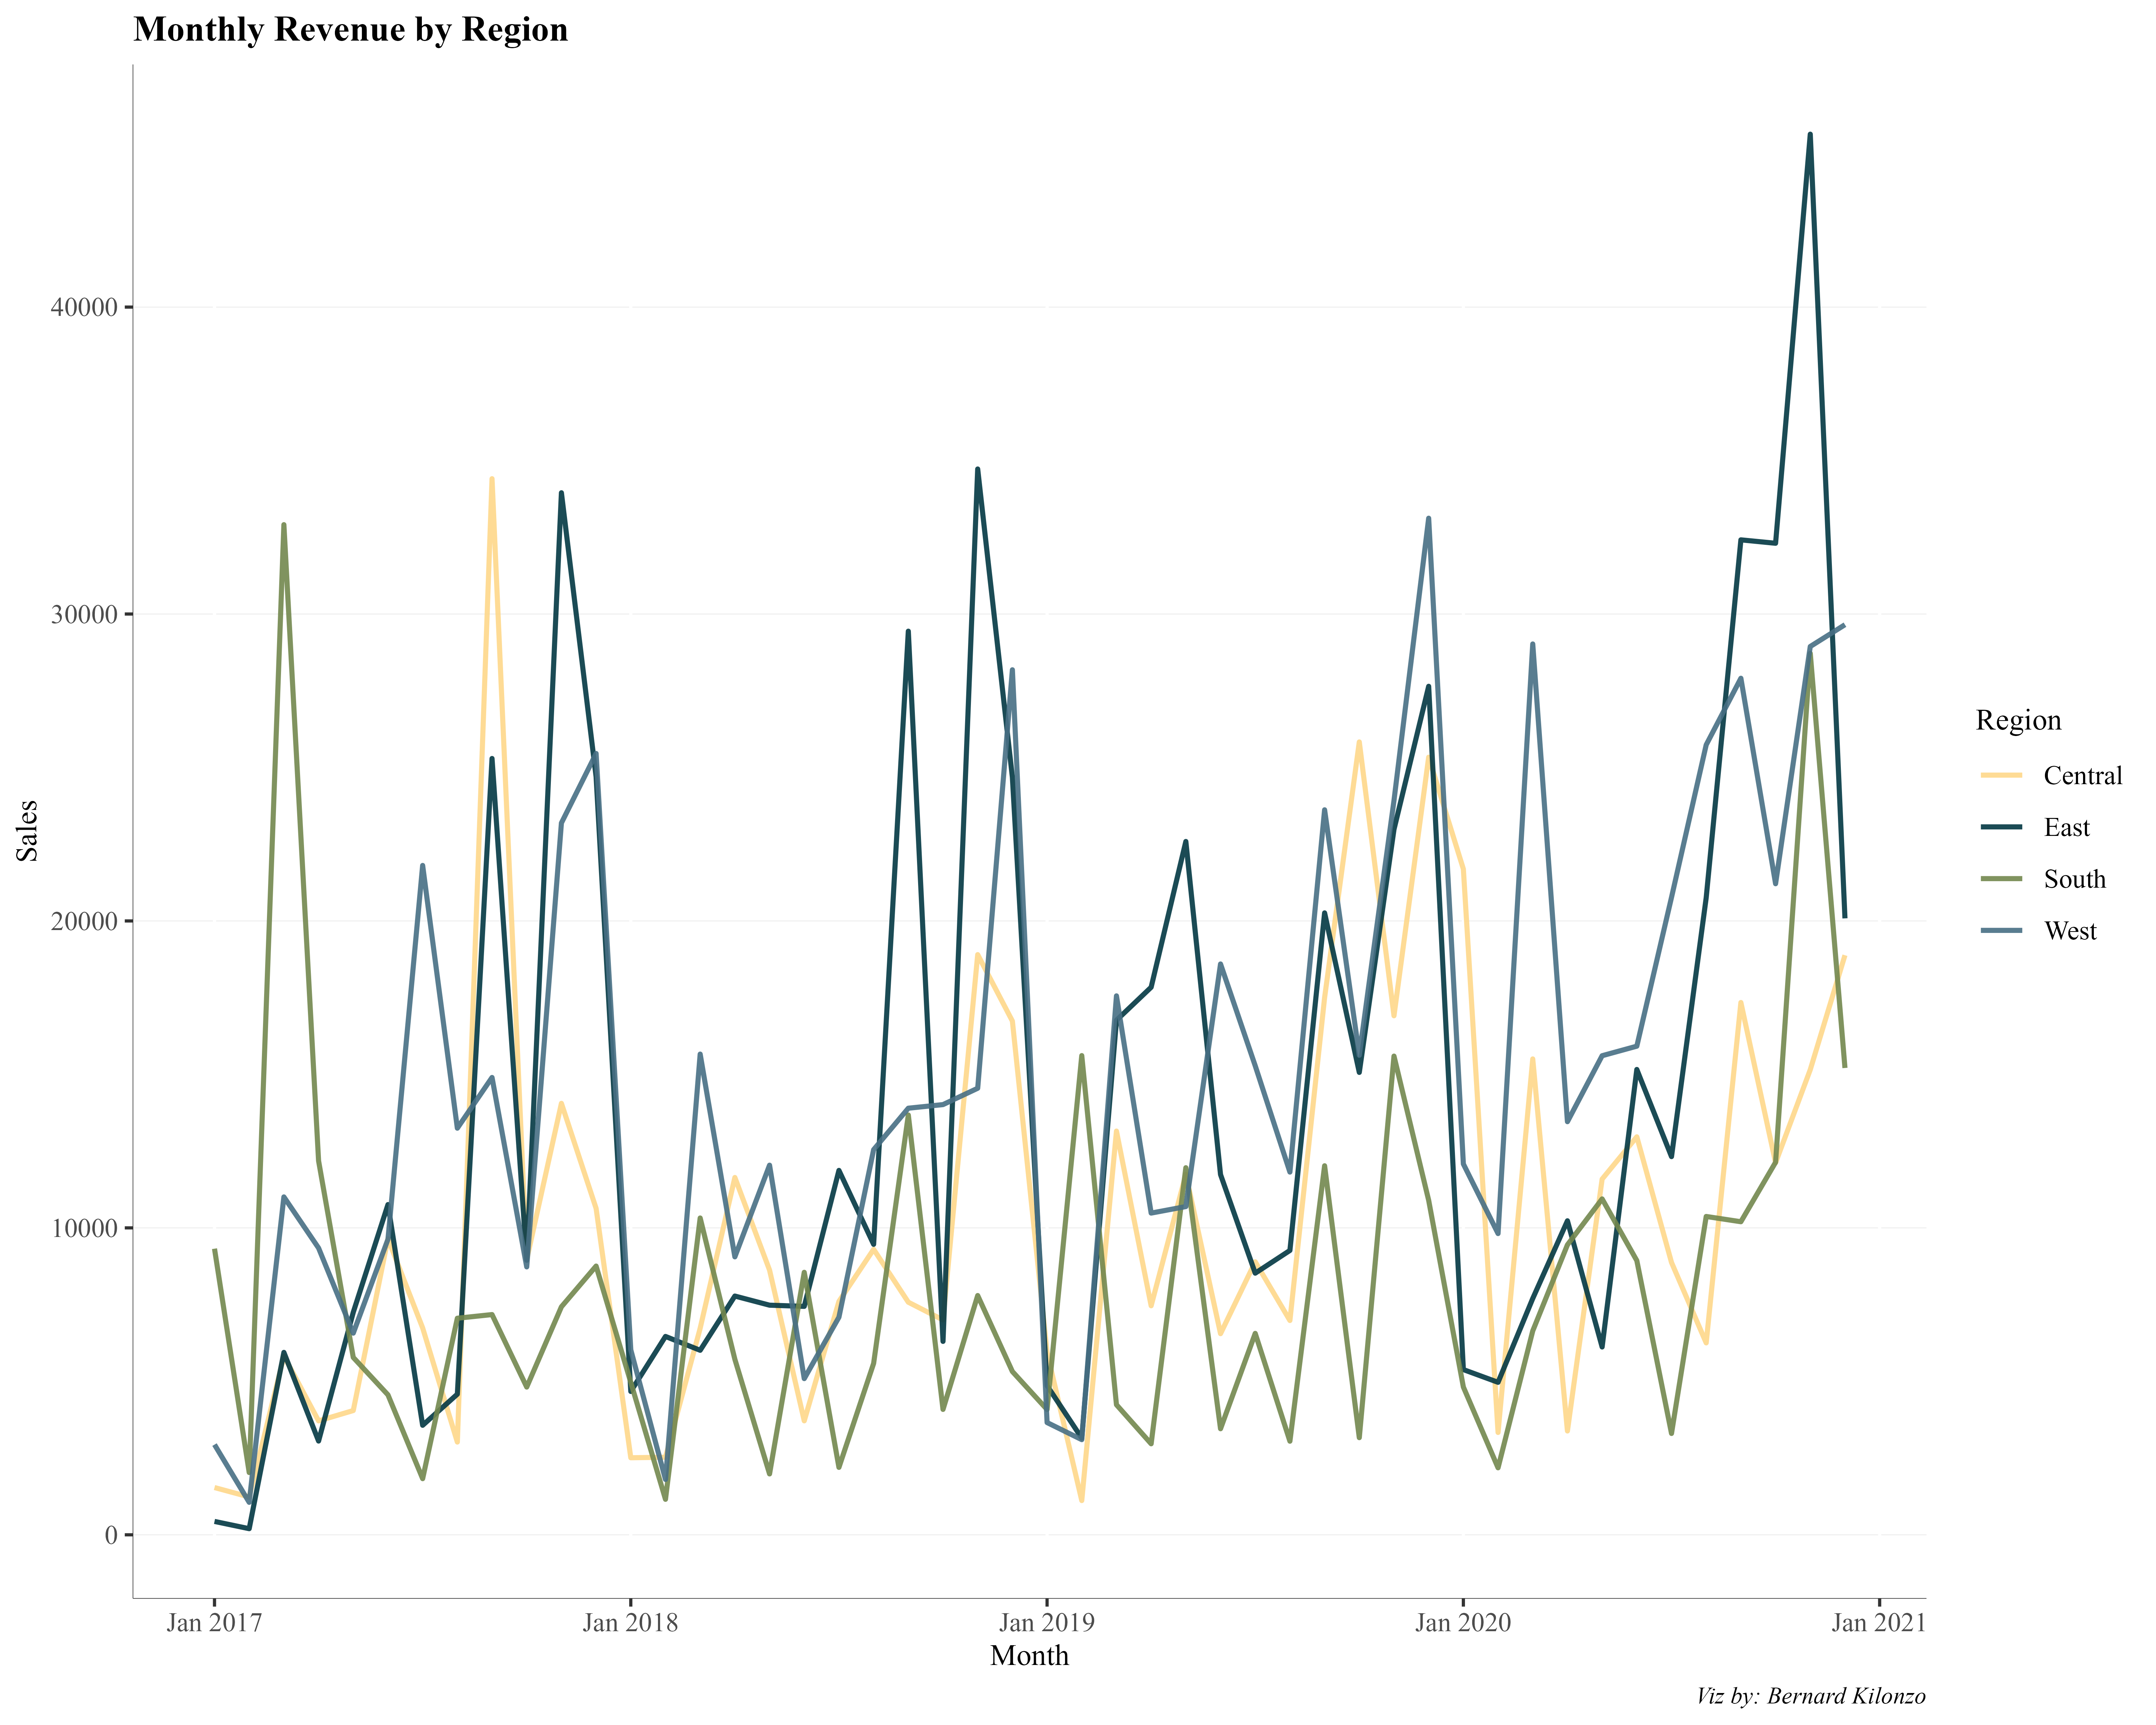 Monthly Revenue by Region
40000
30000
20000
10000
0
Sales
Jan 2017
Jan 2018
Jan 2019
Jan 2020
Jan 2021
Month
Region
Central
East
South
West
Viz by: Bernard Kilonzo